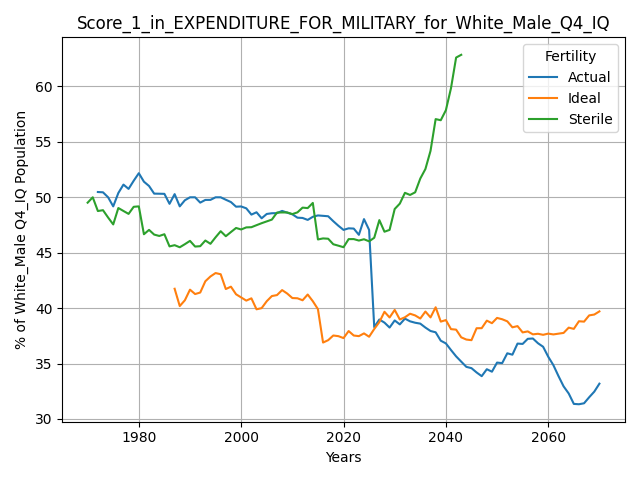 Score_1_in_EXPENDITURE_FOR_MILITARY_for_White_Male_Q4_IQ
Fertility
Actual
Ideal
Sterile
% of White_Male Q4_IQ Population
60
55
50
45
40
35
30
1980
2000
2020
2040
2060
Years